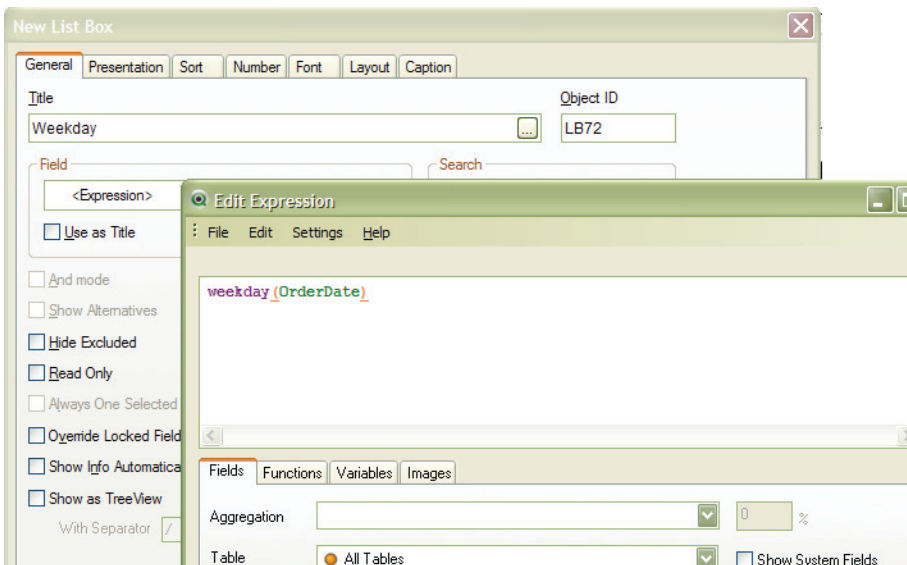 New List Box
General Presentation Sort Number Font Layout Caption
Title Object ID
Weekday ... LB72
Field Search
<Expression>
Use as Title
And mode
Show Alternatives
Hide Excluded
Read Only
Always One Selected
Override Locked Field
Show Info Automatica
Show as TreeView
With Separator /
Edit Expression
File Edit Settings Help
weekday(OrderDate)
Fields Functions Variables Images
Aggregation 0 %
Table All Tables Show System Fields